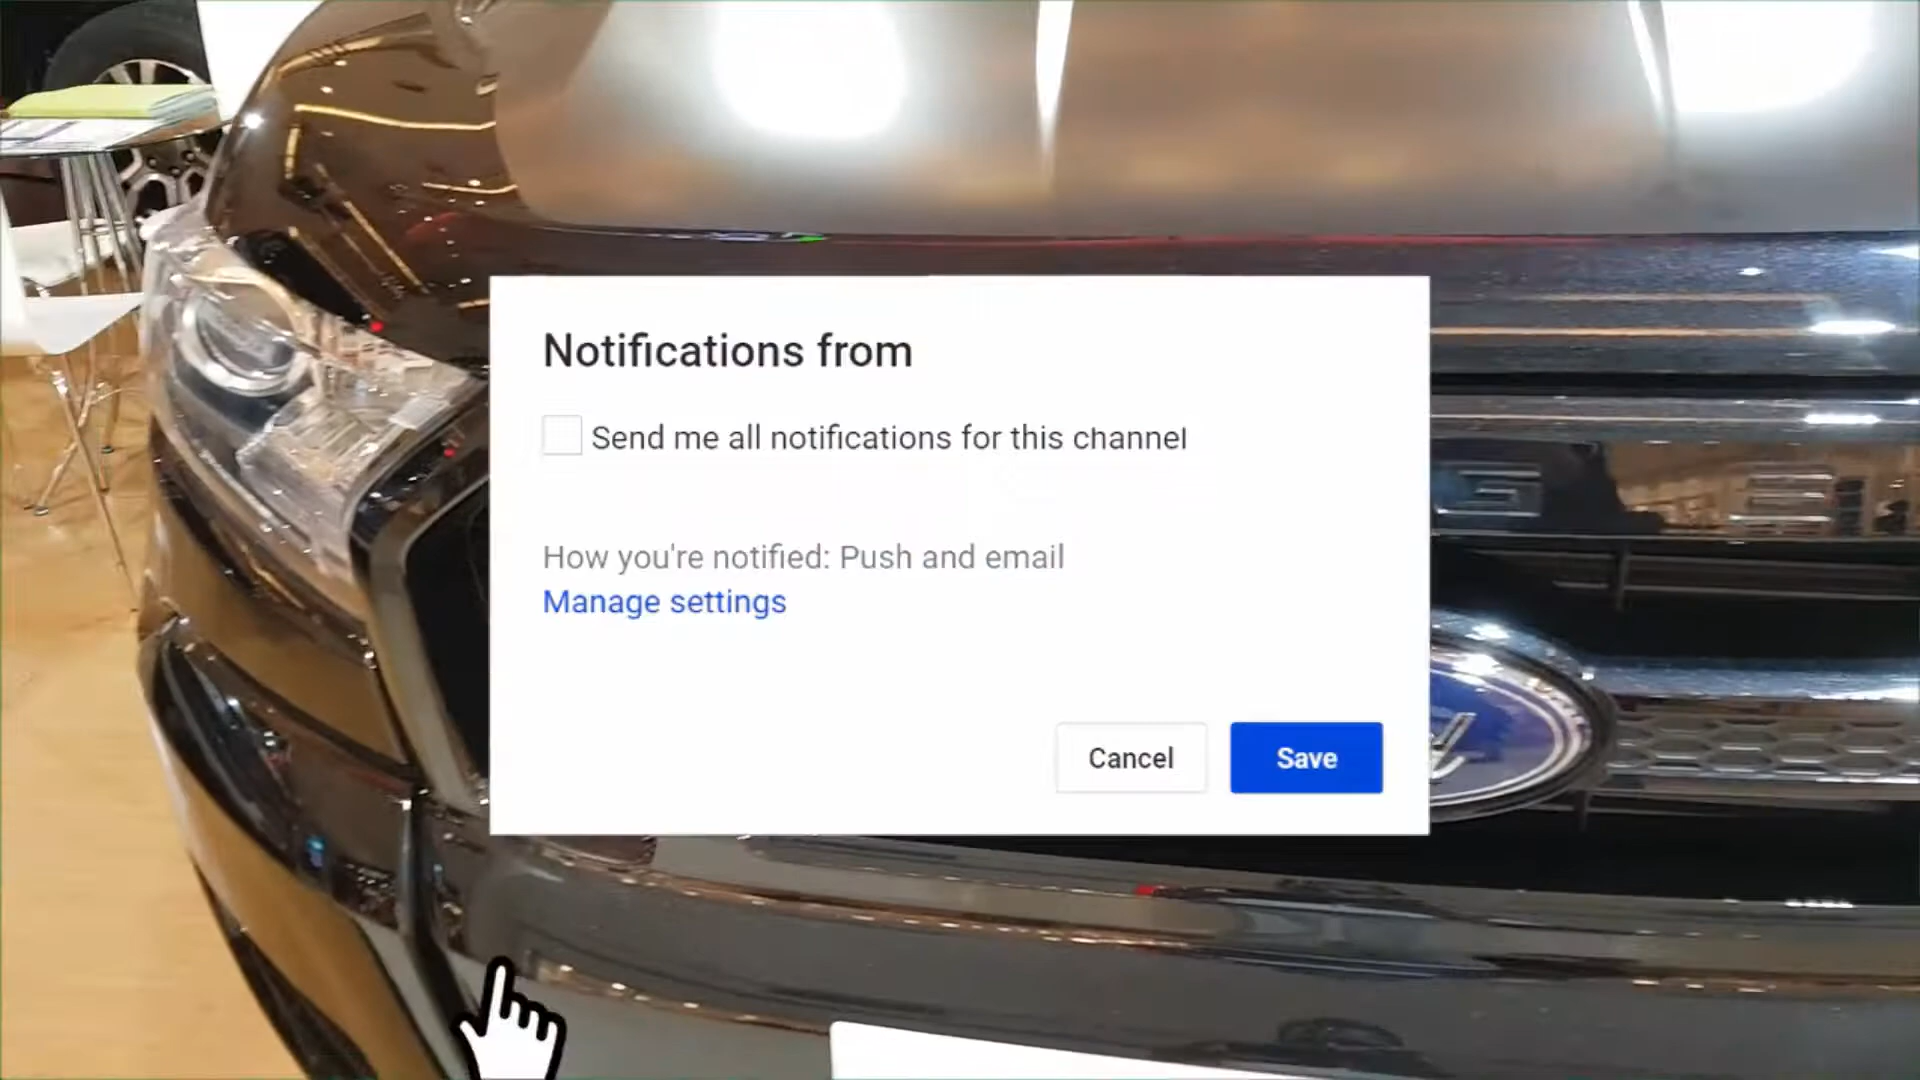 Notifications from
Send me all notifications for this channel
How you're notified: Push and email
Manage settings
Cancel
Save